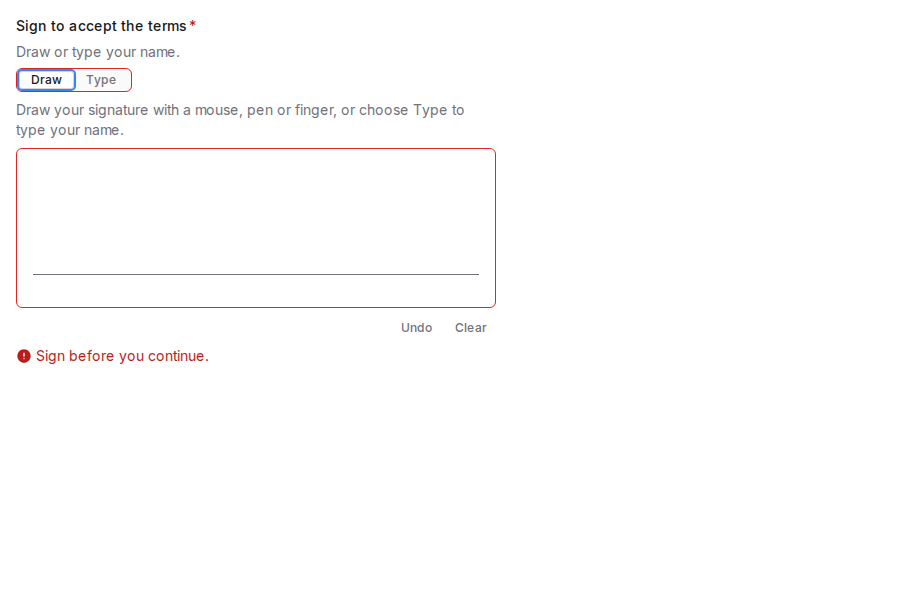 Sign to accept the terms *
Draw or type your name.
Draw Type
Draw your signature with a mouse, pen or finger, or choose Type to
type your name.
Undo Clear
Sign before you continue.